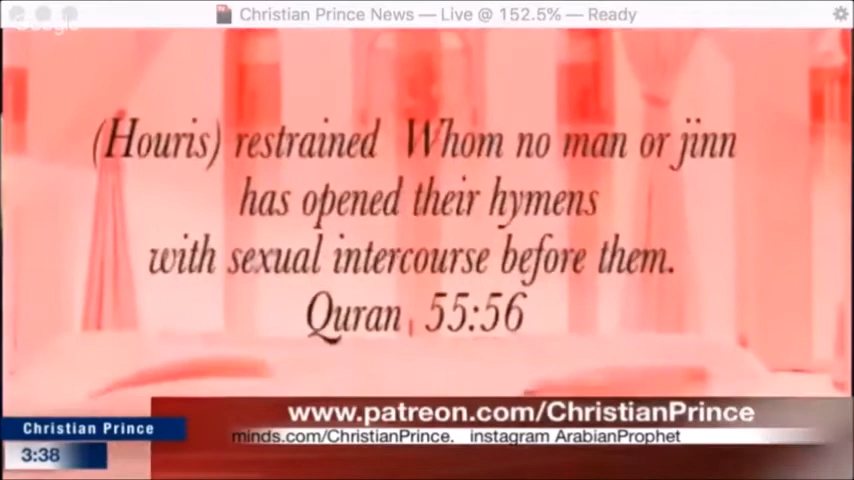 Christian Prince News — Live @ 152.5% — Ready
Google
(Houris) restrained Whom no man or jinn
has opened their hymens
with sexual intercourse before them.
Quran 55:56
www.patreon.com/ChristianPrince
Christian Prince
minds.com/ChristianPrince. instagram ArabianProphet
3:38